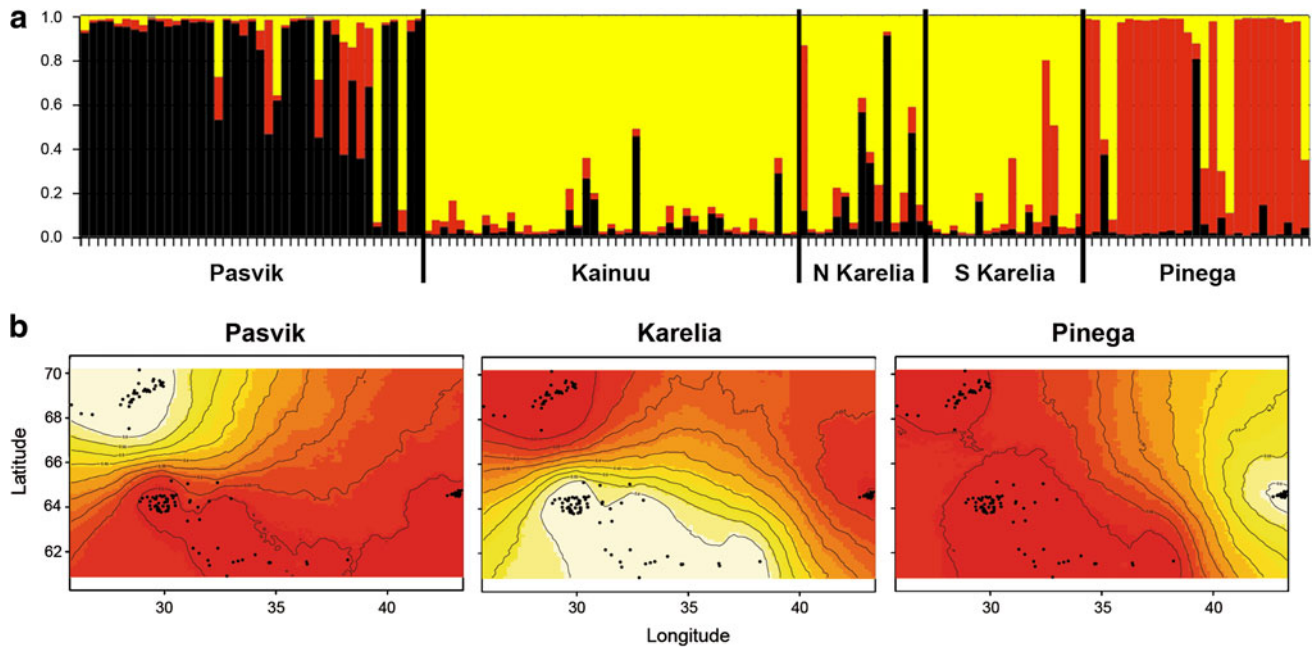 a
1.0
0.8
0.6
0.4
0.2
0.0
Pasvik Kainuu N Karelia S Karelia Pinega
b
Pasvik Karelia Pinega
70
68
66
64
62
Latitude
30 35 40 30 35 40 30 35 40
Longitude